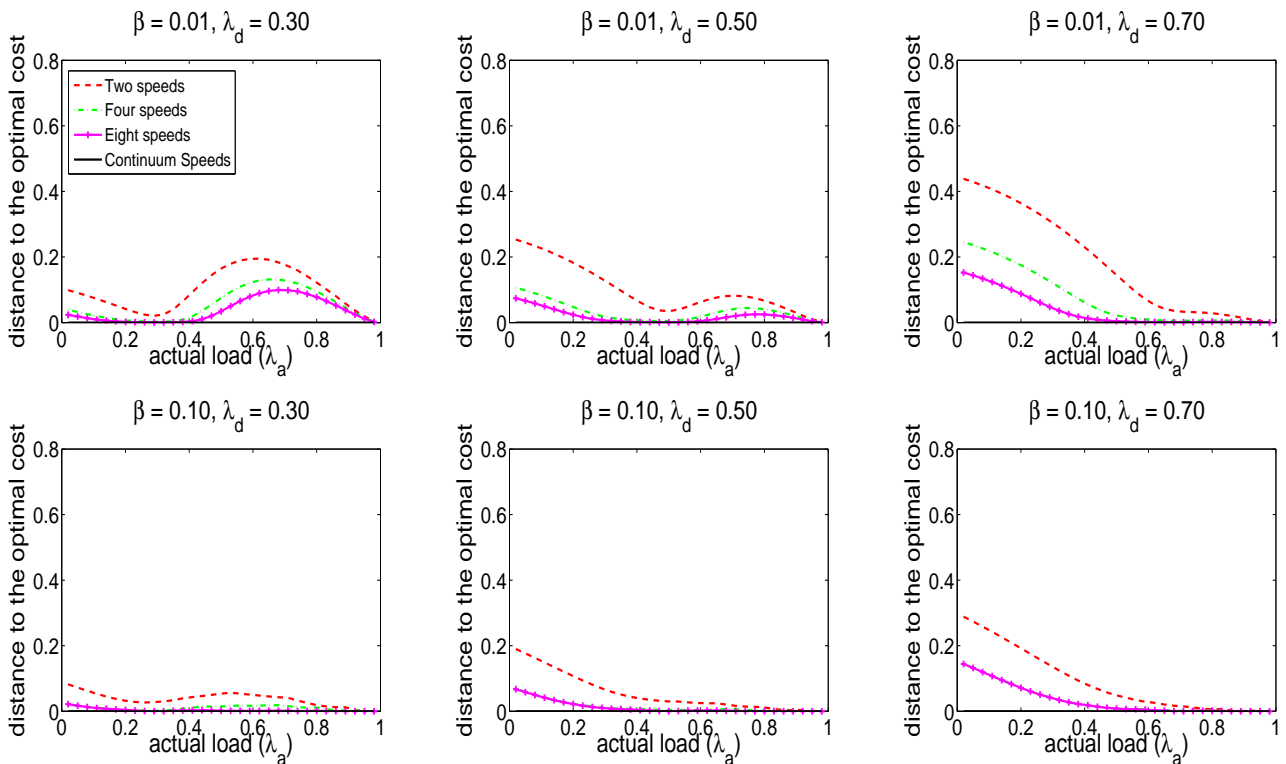 β = 0.01, λd = 0.30
distance to the optimal cost
0.8
0.6
0.4
0.2
0
Two speeds
Four speeds
Eight speeds
Continuum Speeds
0 0.2 0.4 0.6 0.8 1
actual load (λa)
β = 0.01, λd = 0.50
distance to the optimal cost
0.8
0.6
0.4
0.2
0
0 0.2 0.4 0.6 0.8 1
actual load (λa)
β = 0.01, λd = 0.70
distance to the optimal cost
0.8
0.6
0.4
0.2
0
0 0.2 0.4 0.6 0.8 1
actual load (λa)
β = 0.10, λd = 0.30
distance to the optimal cost
0.8
0.6
0.4
0.2
0
0 0.2 0.4 0.6 0.8 1
actual load (λa)
β = 0.10, λd = 0.50
distance to the optimal cost
0.8
0.6
0.4
0.2
0
0 0.2 0.4 0.6 0.8 1
actual load (λa)
β = 0.10, λd = 0.70
distance to the optimal cost
0.8
0.6
0.4
0.2
0
0 0.2 0.4 0.6 0.8 1
actual load (λa)